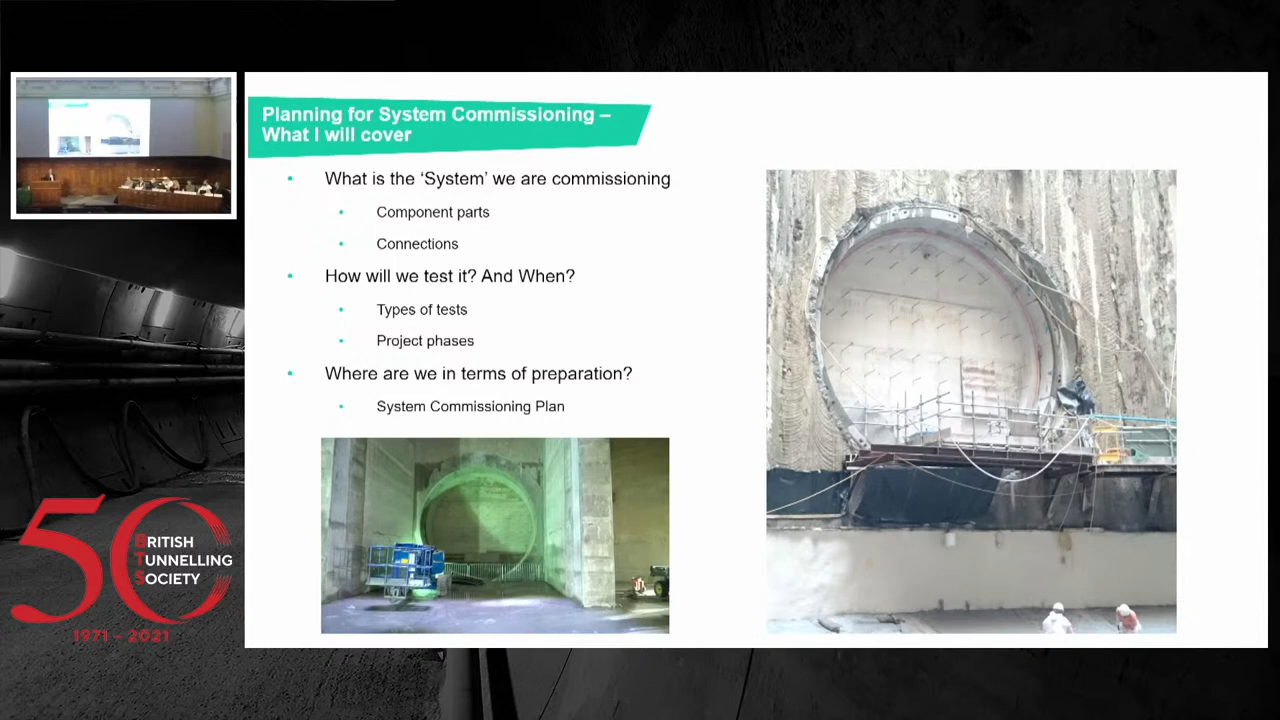 Planning for System Commissioning –
What I will cover
• What is the ‘System’ we are commissioning
• Component parts
• Connections
• How will we test it? And When?
• Types of tests
• Project phases
• Where are we in terms of preparation?
• System Commissioning Plan
50
BRITISH
TUNNELLING
SOCIETY
1971 - 2021